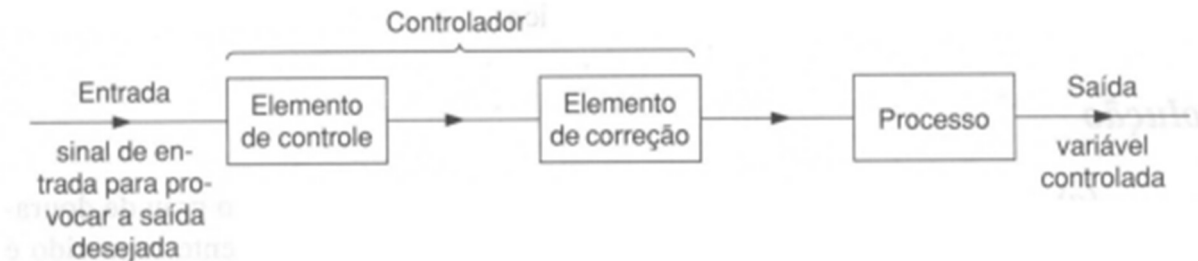 Controlador
Entrada
sinal de en-
trada para pro-
vocar a saída
desejada
Elemento
de controle
Elemento
de correção
Processo
Saída
variável
controlada